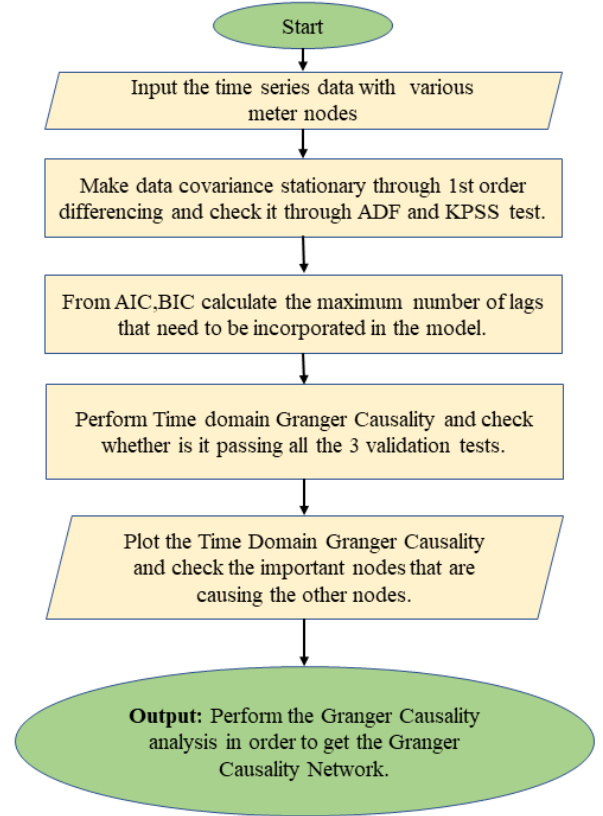 Start
Input the time series data with various
meter nodes
Make data covariance stationary through 1st order
differencing and check it through ADF and KPSS test.
From AIC,BIC calculate the maximum number of lags
that need to be incorporated in the model.
Perform Time domain Granger Causality and check
whether is it passing all the 3 validation tests.
Plot the Time Domain Granger Causality
and check the important nodes that are
causing the other nodes.
Output: Perform the Granger Causality
analysis in order to get the Granger
Causality Network.